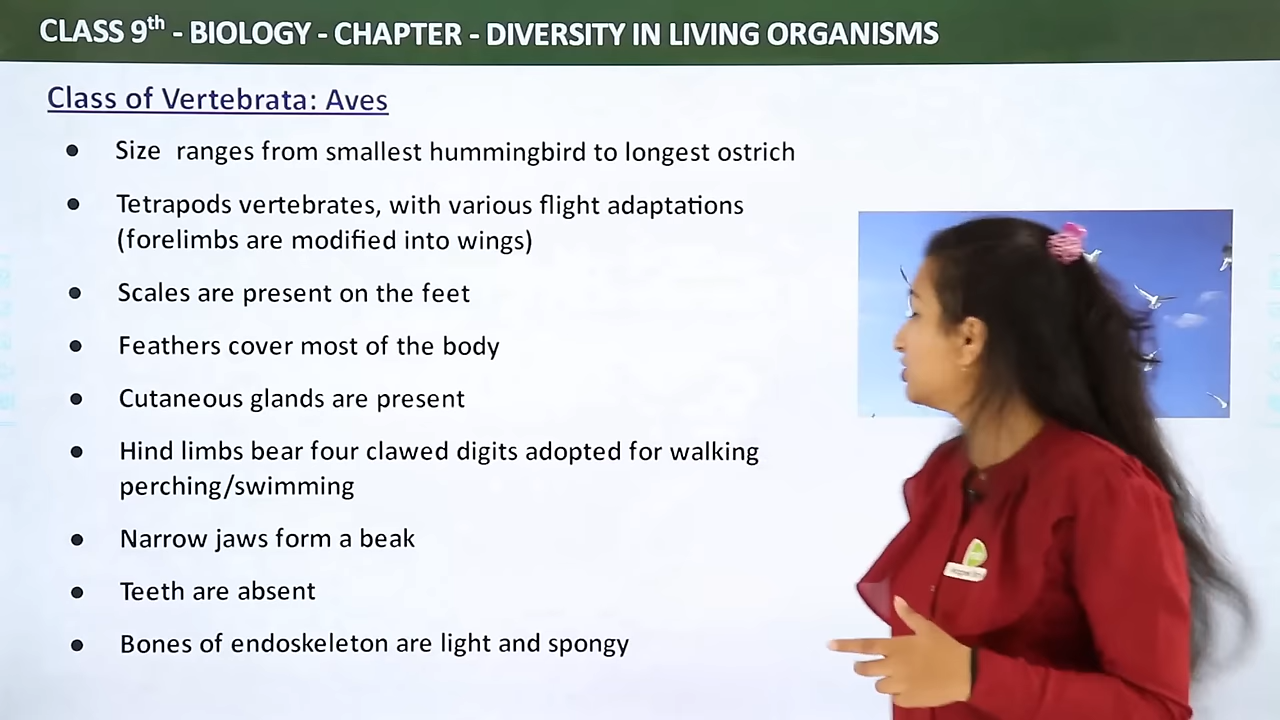 CLASS 9th - BIOLOGY - CHAPTER - DIVERSITY IN LIVING ORGANISMS
Class of Vertebrata: Aves
● Size ranges from smallest hummingbird to longest ostrich
● Tetrapods vertebrates, with various flight adaptations
(forelimbs are modified into wings)
● Scales are present on the feet
● Feathers cover most of the body
● Cutaneous glands are present
● Hind limbs bear four clawed digits adopted for walking
perching/swimming
● Narrow jaws form a beak
● Teeth are absent
● Bones of endoskeleton are light and spongy